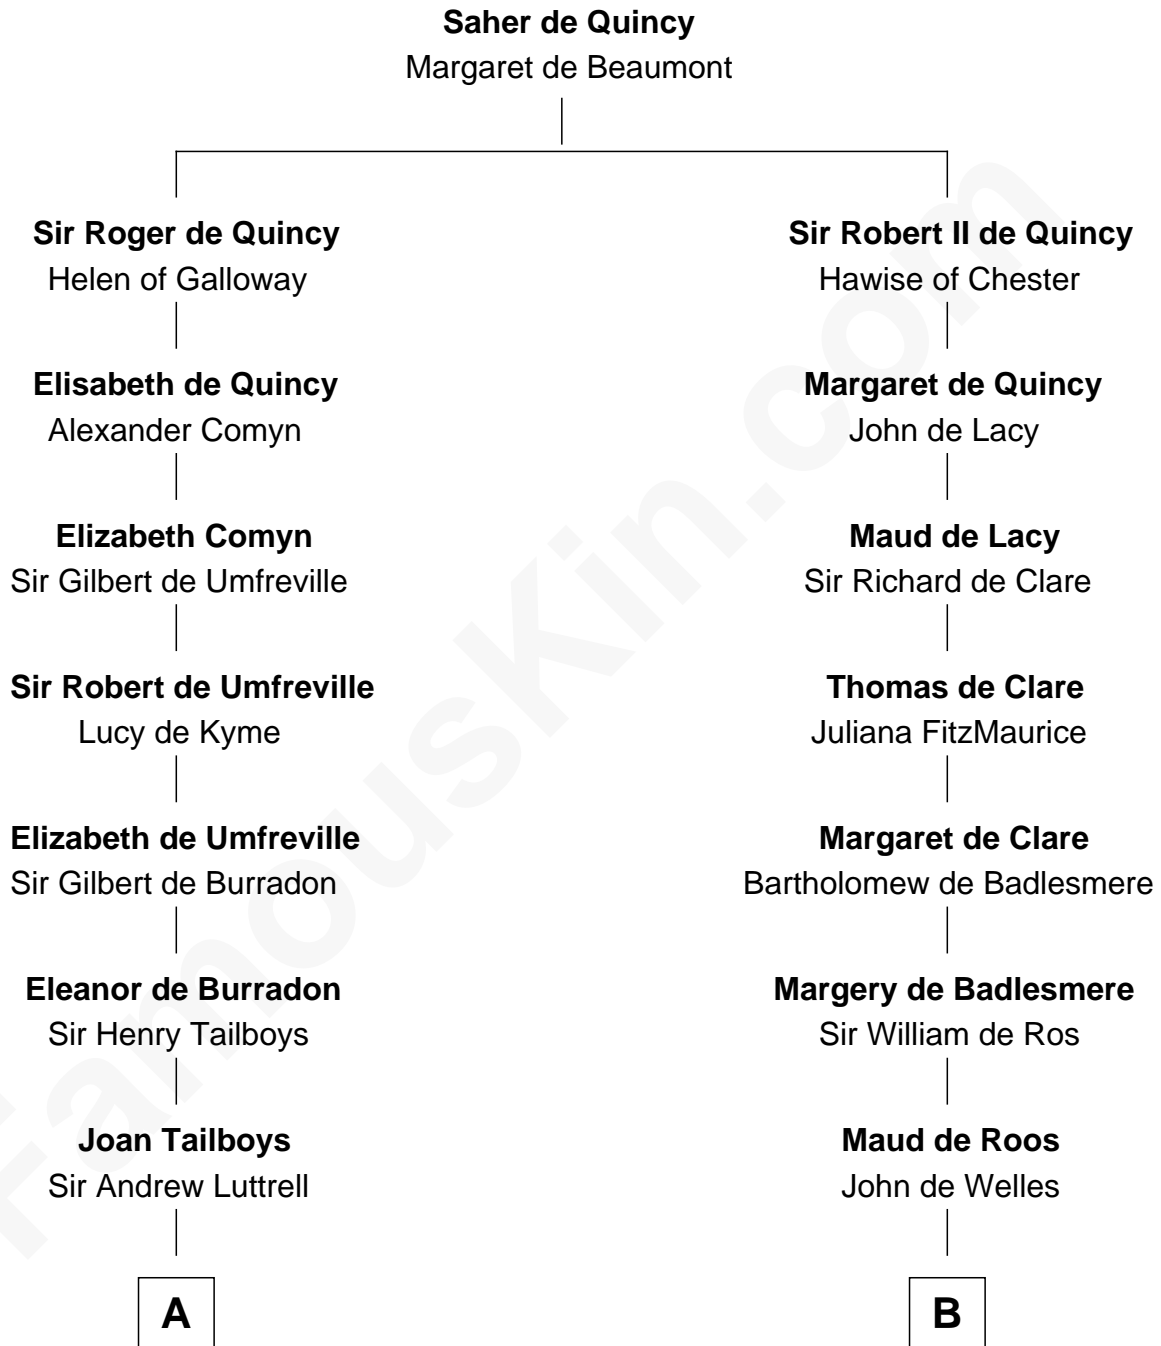 Saher de Quincy
Margaret de Beaumont
Sir Roger de Quincy
Helen of Galloway
Sir Robert II de Quincy
Hawise of Chester
Elisabeth de Quincy
Alexander Comyn
Margaret de Quincy
John de Lacy
Elizabeth Comyn
Sir Gilbert de Umfreville
Maud de Lacy
Sir Richard de Clare
Sir Robert de Umfreville
Lucy de Kyme
Thomas de Clare
Juliana FitzMaurice
Elizabeth de Umfreville
Sir Gilbert de Burradon
Margaret de Clare
Bartholomew de Badlesmere
Eleanor de Burradon
Sir Henry Tailboys
Margery de Badlesmere
Sir William de Ros
Joan Tailboys
Sir Andrew Luttrell
Maud de Roos
John de Welles
A
B
FamousKin.com